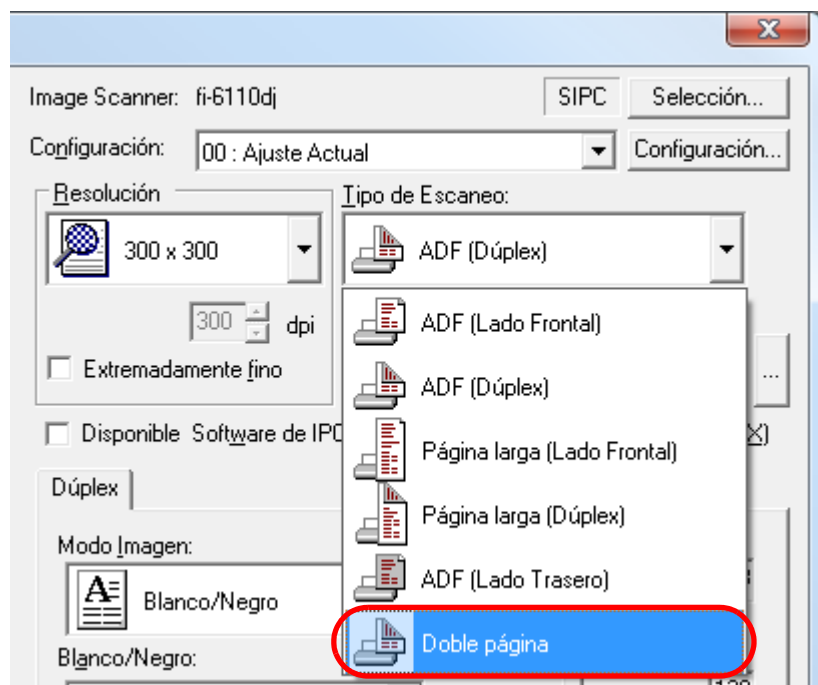 Image Scanner: fi-6110dj SIPC Selección...
Configuración: 00 : Ajuste Actual Configuración...
Resolución Tipo de Escaneo:
300 x 300 ADF (Dúplex)
300 dpi ADF (Lado Frontal)
Extremadamente fino ...
ADF (Dúplex)
Disponible Software de X)
Página larga (Lado Frontal)
Dúplex
Página larga (Dúplex)
Modo Imagen:
ADF (Lado Trasero)
Blanco/Negro
Doble página
Blanco/Negro: